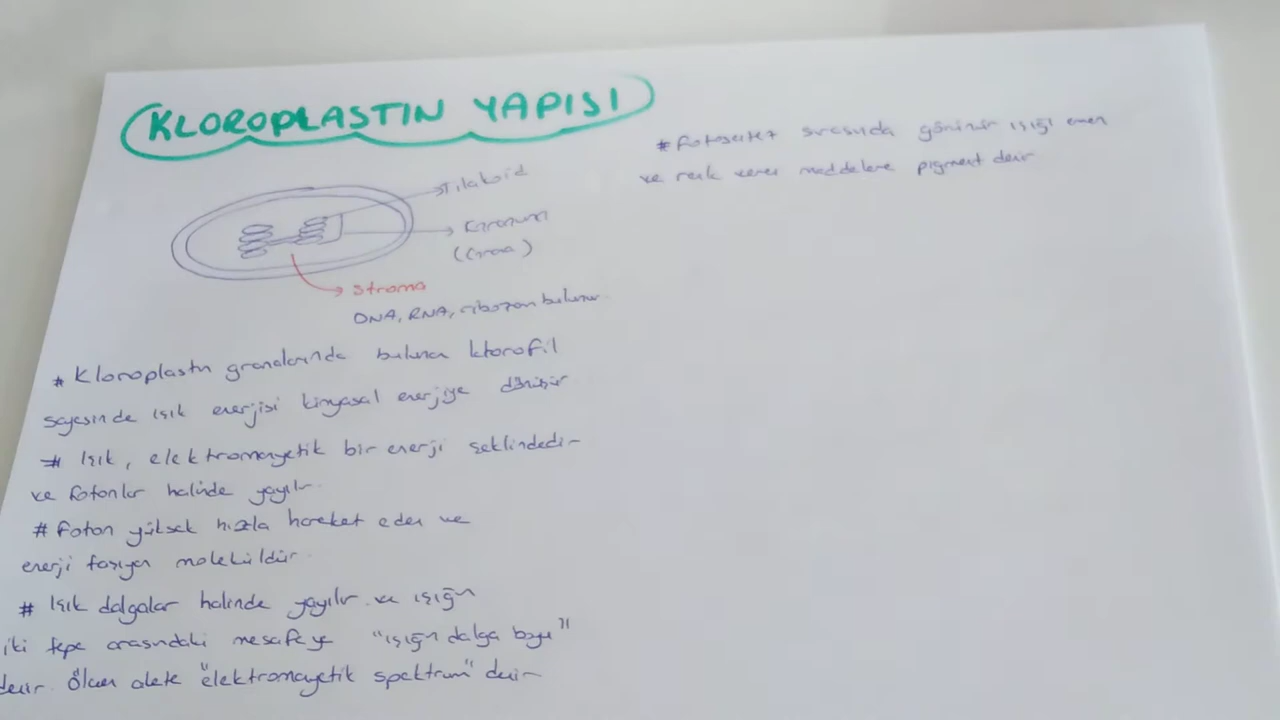 KLOROPLASTIN YAPISI
Tilakoid
Granum
(Grana)
Stroma
DNA, RNA, ribozom bulunur
# Kloroplastın granalarında bulunan klorofil
sayesinde ışık enerjisi kimyasal enerjiye dönüşür
# Işık, elektromanyetik bir enerji şeklindedir
ve fotonlar halinde yayılır.
# Foton yüksek hızla hareket eden ve
enerji taşıyan moleküldür.
# Işık dalgalar halinde yayılır ve ışığın
iki tepe arasındaki mesafeye "ışığın dalga boyu"
denir. Ölçen alete "elektromanyetik spektrum" denir
# Fotosentez sırasında görünür ışığı emen
ve renk veren maddelere pigment denir